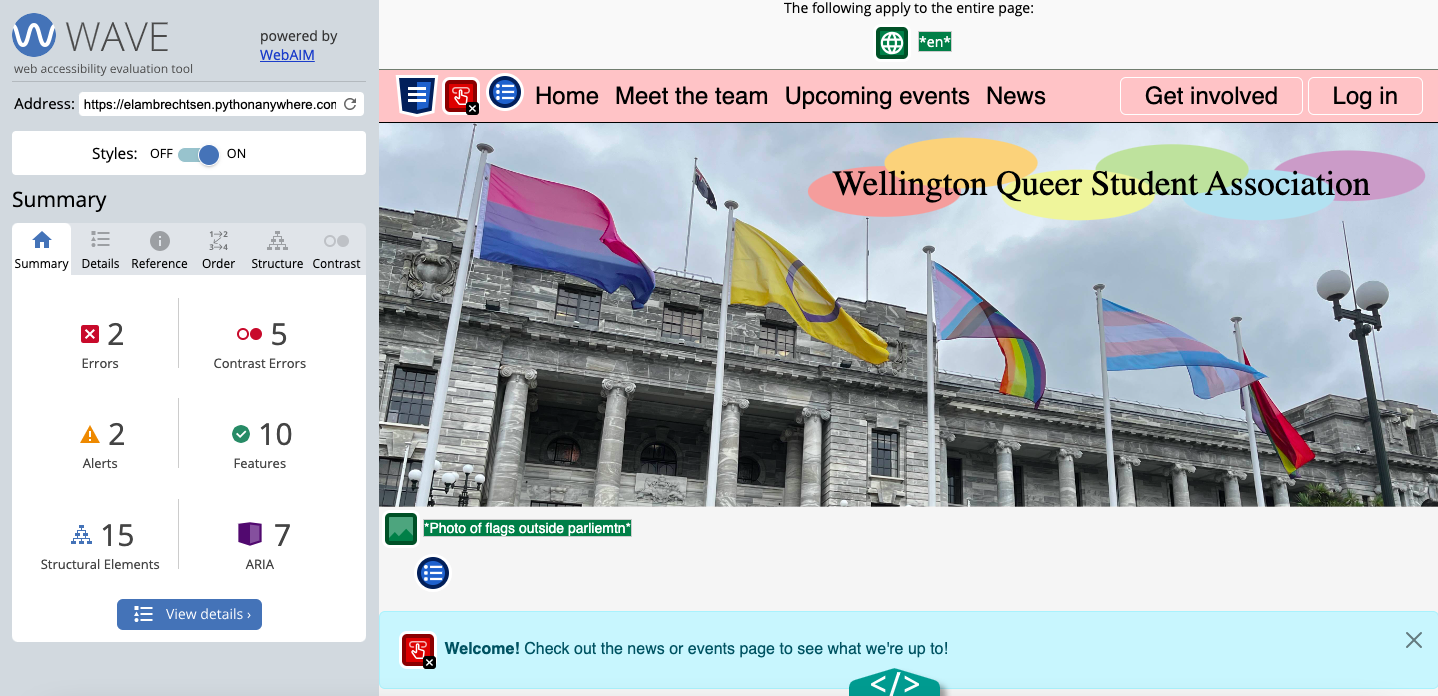 WAVE
powered by
WebAIM
web accessibility evaluation tool
Address: https://elambrechtsen.pythonanywhere.con
Styles: OFF ON
Summary
Summary Details Reference Order Structure Contrast
2 5
Errors Contrast Errors
2 10
Alerts Features
15 7
Structural Elements ARIA
View details ›
The following apply to the entire page:
*en*
Home Meet the team Upcoming events News Get involved Log in
Wellington Queer Student Association
*Photo of flags outside parliemtn*
Welcome! Check out the news or events page to see what we're up to!
</>